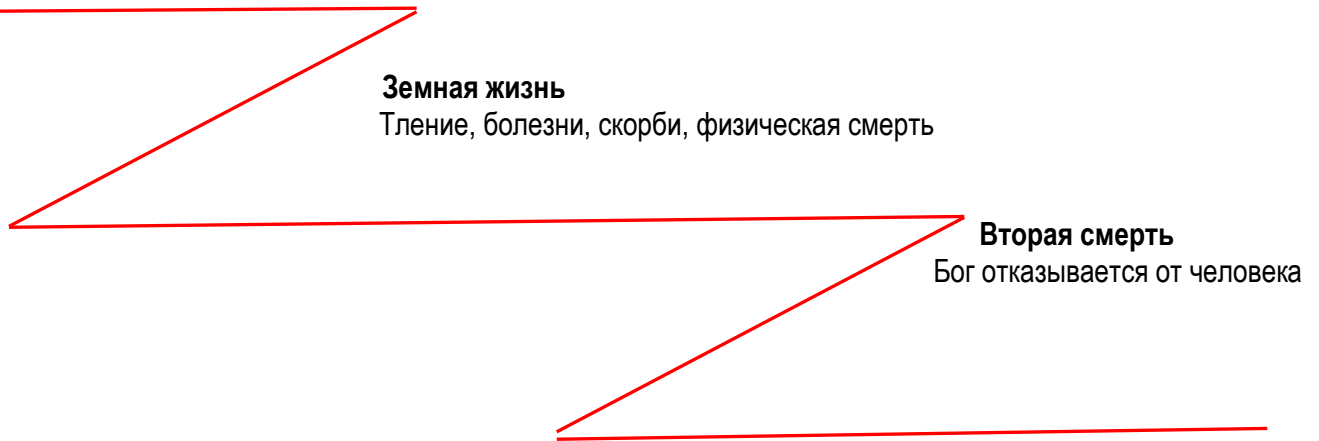 Земная жизнь
Тление, болезни, скорби, физическая смерть
Вторая смерть
Бог отказывается от человека